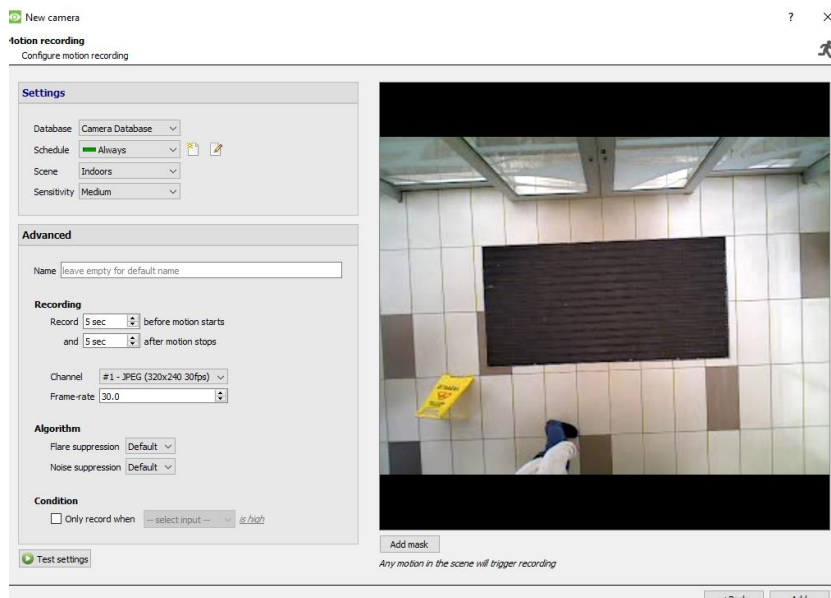 New camera
Motion recording
Configure motion recording
Settings
Database Camera Database
Schedule Always
Scene Indoors
Sensitivity Medium
Advanced
Name leave empty for default name
Recording
Record 5 sec before motion starts
and 5 sec after motion stops
Channel #1 - JPEG (320x240 30fps)
Frame-rate 30.0
Algorithm
Flare suppression Default
Noise suppression Default
Condition
Only record when -- select input -- is high
Test settings
Add mask
Any motion in the scene will trigger recording